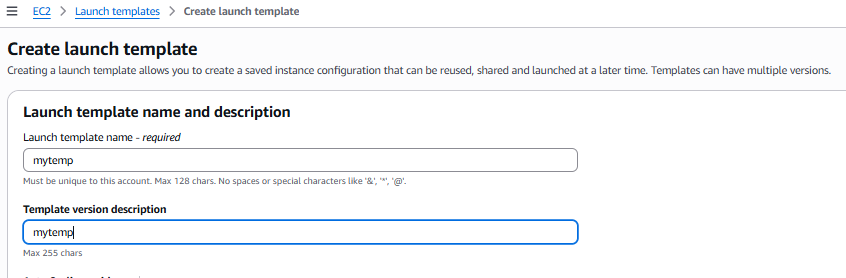 EC2 > Launch templates > Create launch template
Create launch template
Creating a launch template allows you to create a saved instance configuration that can be reused, shared and launched at a later time. Templates can have multiple versions.
Launch template name and description
Launch template name - required
mytemp
Must be unique to this account. Max 128 chars. No spaces or special characters like '&', '*', '@'.
Template version description
mytemp
Max 255 chars